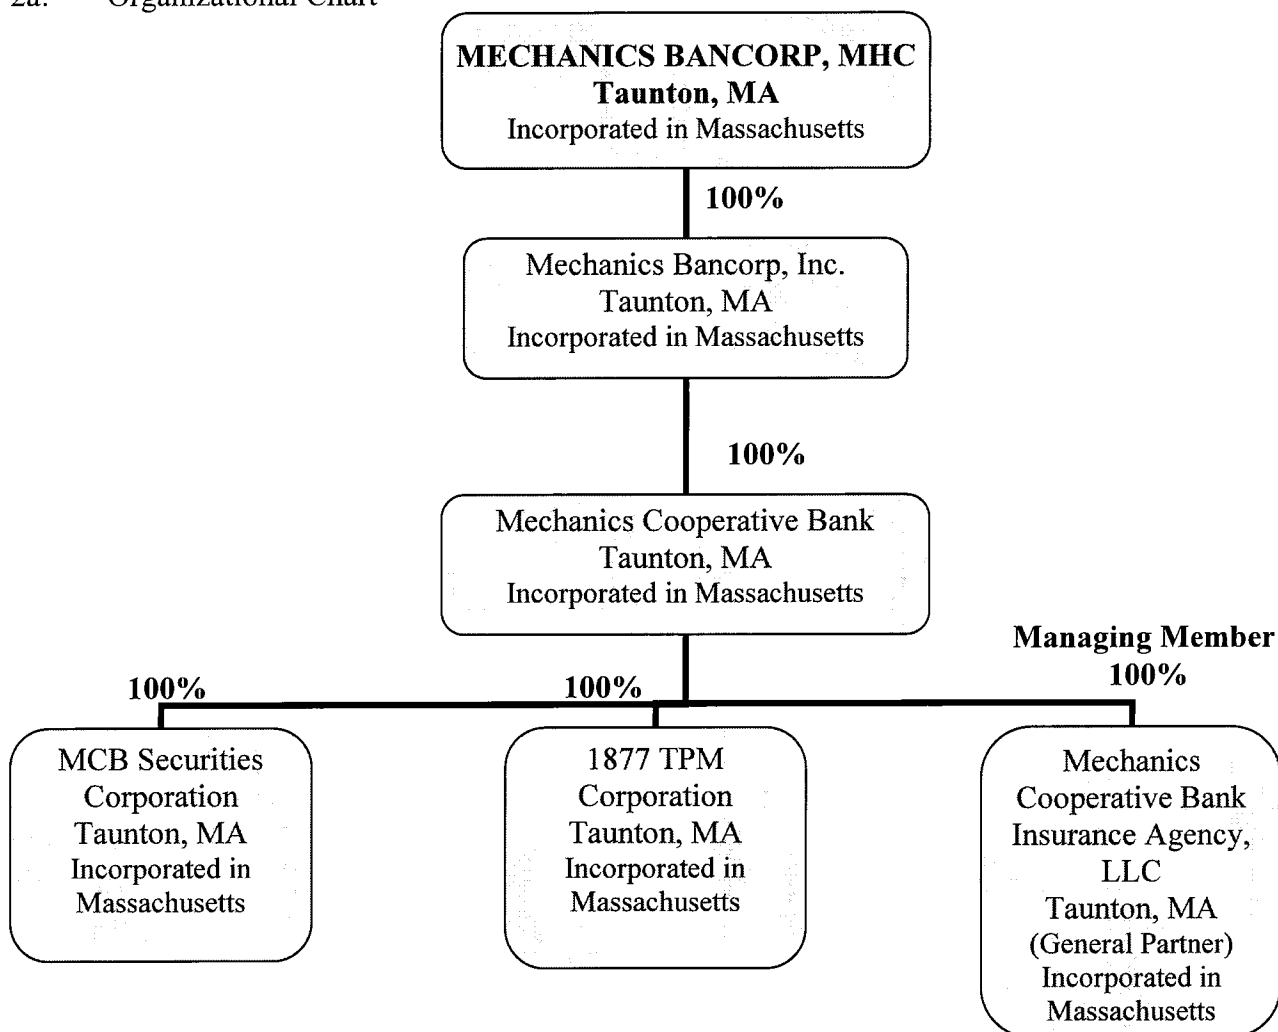 2a. Organizational Chart
MECHANICS BANCORP, MHC
Taunton, MA
Incorporated in Massachusetts
100%
Mechanics Bancorp, Inc.
Taunton, MA
Incorporated in Massachusetts
100%
Mechanics Cooperative Bank
Taunton, MA
Incorporated in Massachusetts
100%
MCB Securities
Corporation
Taunton, MA
Incorporated in
Massachusetts
100%
1877 TPM
Corporation
Taunton, MA
Incorporated in
Massachusetts
Managing Member
100%
Mechanics
Cooperative Bank
Insurance Agency,
LLC
Taunton, MA
(General Partner)
Incorporated in
Massachusetts